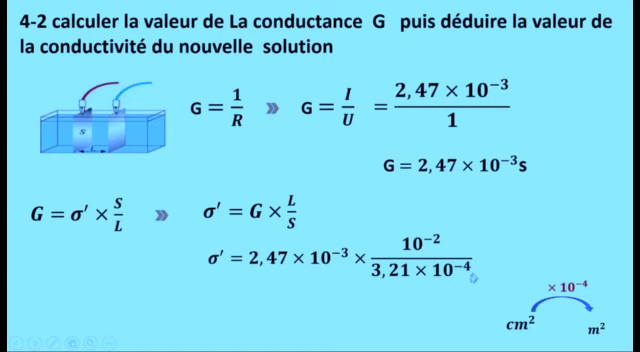 4-2 calculer la valeur de La conductance G puis déduire la valeur de
la conductivité du nouvelle solution
G = 1/R » G = I/U = 2,47 × 10⁻³/1
G = 2,47 × 10⁻³s
S
L
G = σ′ × S/L » σ′ = G × L/S
σ′ = 2,47 × 10⁻³ × 10⁻²/3,21 × 10⁻⁴
× 10⁻⁴
cm² m²